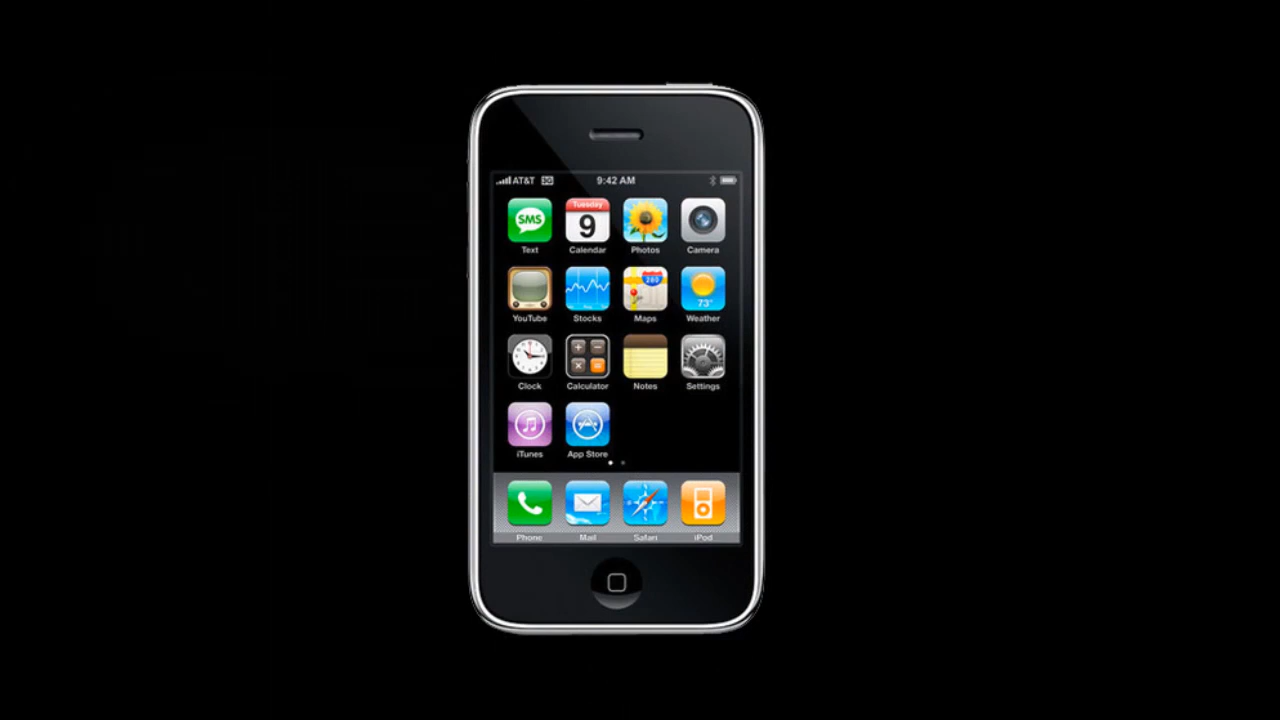 AT&T 3G 9:42 AM
SMS Tuesday 9
Text Calendar Photos Camera
280 73°
YouTube Stocks Maps Weather
Clock Calculator Notes Settings
iTunes App Store
Phone Mail Safari iPod